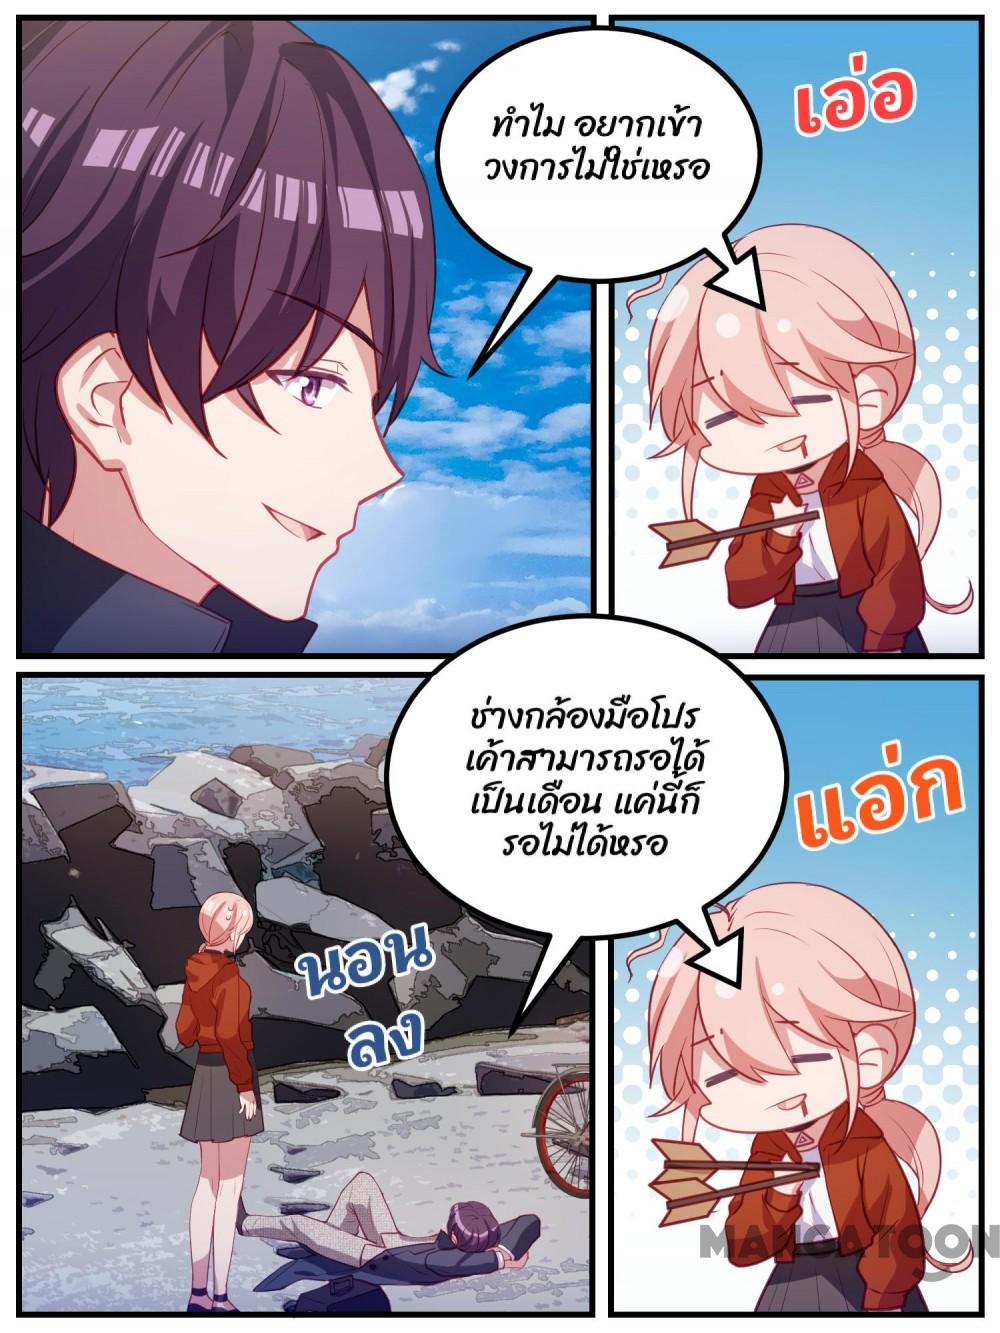 ทำไม อยากเข้า
วงการไม่ใช่เหรอ
เอ่อ
ช่างกล้องมือโปร
เค้าสามารถรอได้
เป็นเดือน แค่นี้ก็
รอไม่ได้หรอ
นอน
ลง
แอ่ก
MANGATOON